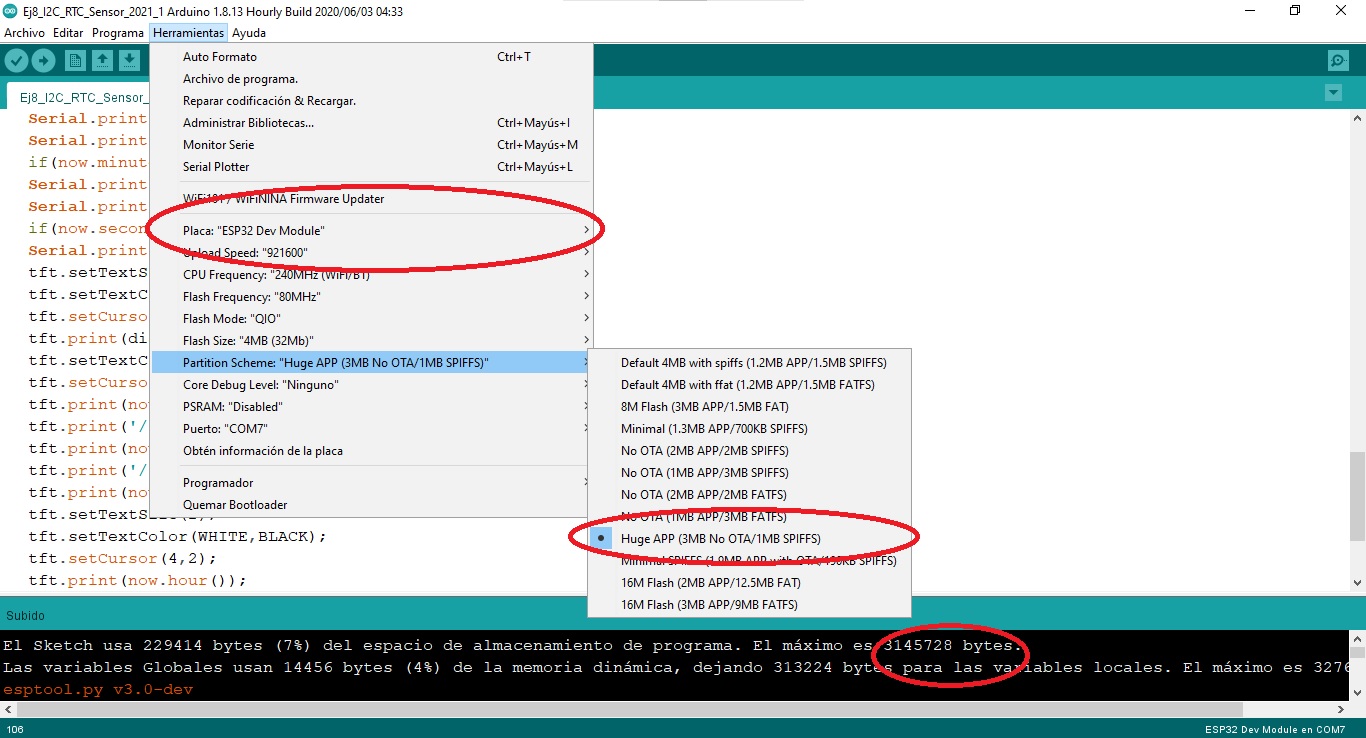 Ej8_I2C_RTC_Sensor_2021_1 Arduino 1.8.13 Hourly Build 2020/06/03 04:33
Archivo Editar Programa Herramientas Ayuda
Ej8_I2C_RTC_Sensor_
Auto Formato Ctrl+T
Archivo de programa.
Reparar codificación & Recargar.
Administrar Bibliotecas... Ctrl+Mayús+I
Monitor Serie Ctrl+Mayús+M
Serial Plotter Ctrl+Mayús+L
WiFi101 / WiFiNINA Firmware Updater
Placa: "ESP32 Dev Module"
Upload Speed: "921600"
CPU Frequency: "240MHz (WiFi/BT)"
Flash Frequency: "80MHz"
Flash Mode: "QIO"
Flash Size: "4MB (32Mb)"
Partition Scheme: "Huge APP (3MB No OTA/1MB SPIFFS)"
Core Debug Level: "Ninguno"
PSRAM: "Disabled"
Puerto: "COM7"
Obtén información de la placa
Programador
Quemar Bootloader
Default 4MB with spiffs (1.2MB APP/1.5MB SPIFFS)
Default 4MB with ffat (1.2MB APP/1.5MB FATFS)
8M Flash (3MB APP/1.5MB FAT)
Minimal (1.3MB APP/700KB SPIFFS)
No OTA (2MB APP/2MB SPIFFS)
No OTA (1MB APP/3MB SPIFFS)
No OTA (2MB APP/2MB FATFS)
No OTA (1MB APP/3MB FATFS)
Huge APP (3MB No OTA/1MB SPIFFS)
Minimal SPIFFS (1.9MB APP with OTA/190KB SPIFFS)
16M Flash (2MB APP/12.5MB FAT)
16M Flash (3MB APP/9MB FATFS)
Serial.print
Serial.print
if(now.minut
Serial.print
Serial.print
if(now.secon
Serial.print
tft.setTextS
tft.setTextC
tft.setCurso
tft.print(di
tft.setTextC
tft.setCurso
tft.print(no
tft.print('/
tft.print(no
tft.print('/
tft.print(no
tft.setTextSize(2);
tft.setTextColor(WHITE,BLACK);
tft.setCursor(4,2);
tft.print(now.hour());
Subido
El Sketch usa 229414 bytes (7%) del espacio de almacenamiento de programa. El máximo es 3145728 bytes.
Las variables Globales usan 14456 bytes (4%) de la memoria dinámica, dejando 313224 bytes para las variables locales. El máximo es 3276
esptool.py v3.0-dev
106 ESP32 Dev Module en COM7